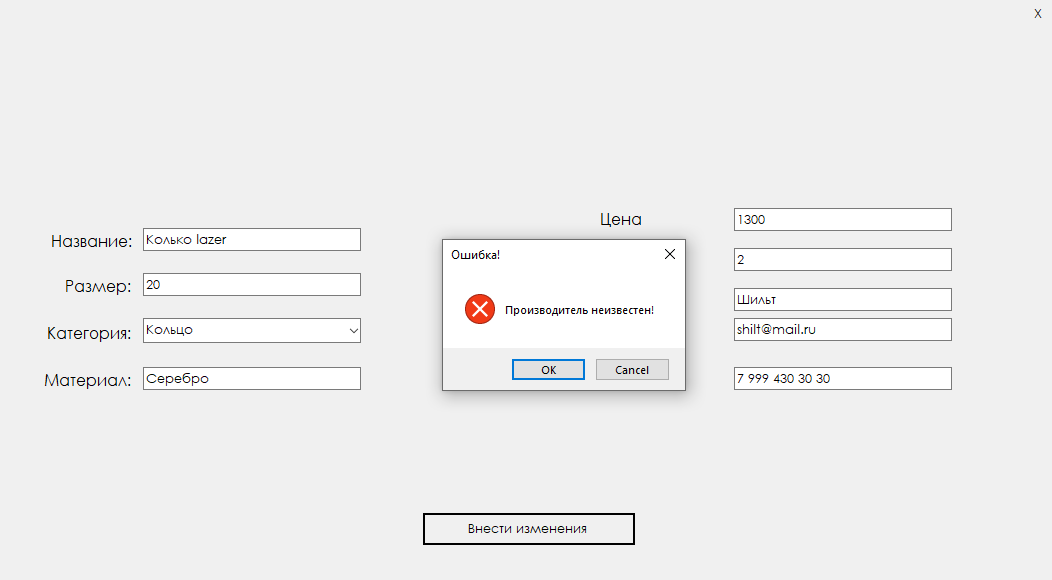 X
Цена
1300
Название:
Колько lazer
Ошибка!
2
Размер:
20
Производитель неизвестен!
Шильт
Категория:
Кольцо
shilt@mail.ru
OK
Cancel
Материал:
Серебро
7 999 430 30 30
Внести изменения